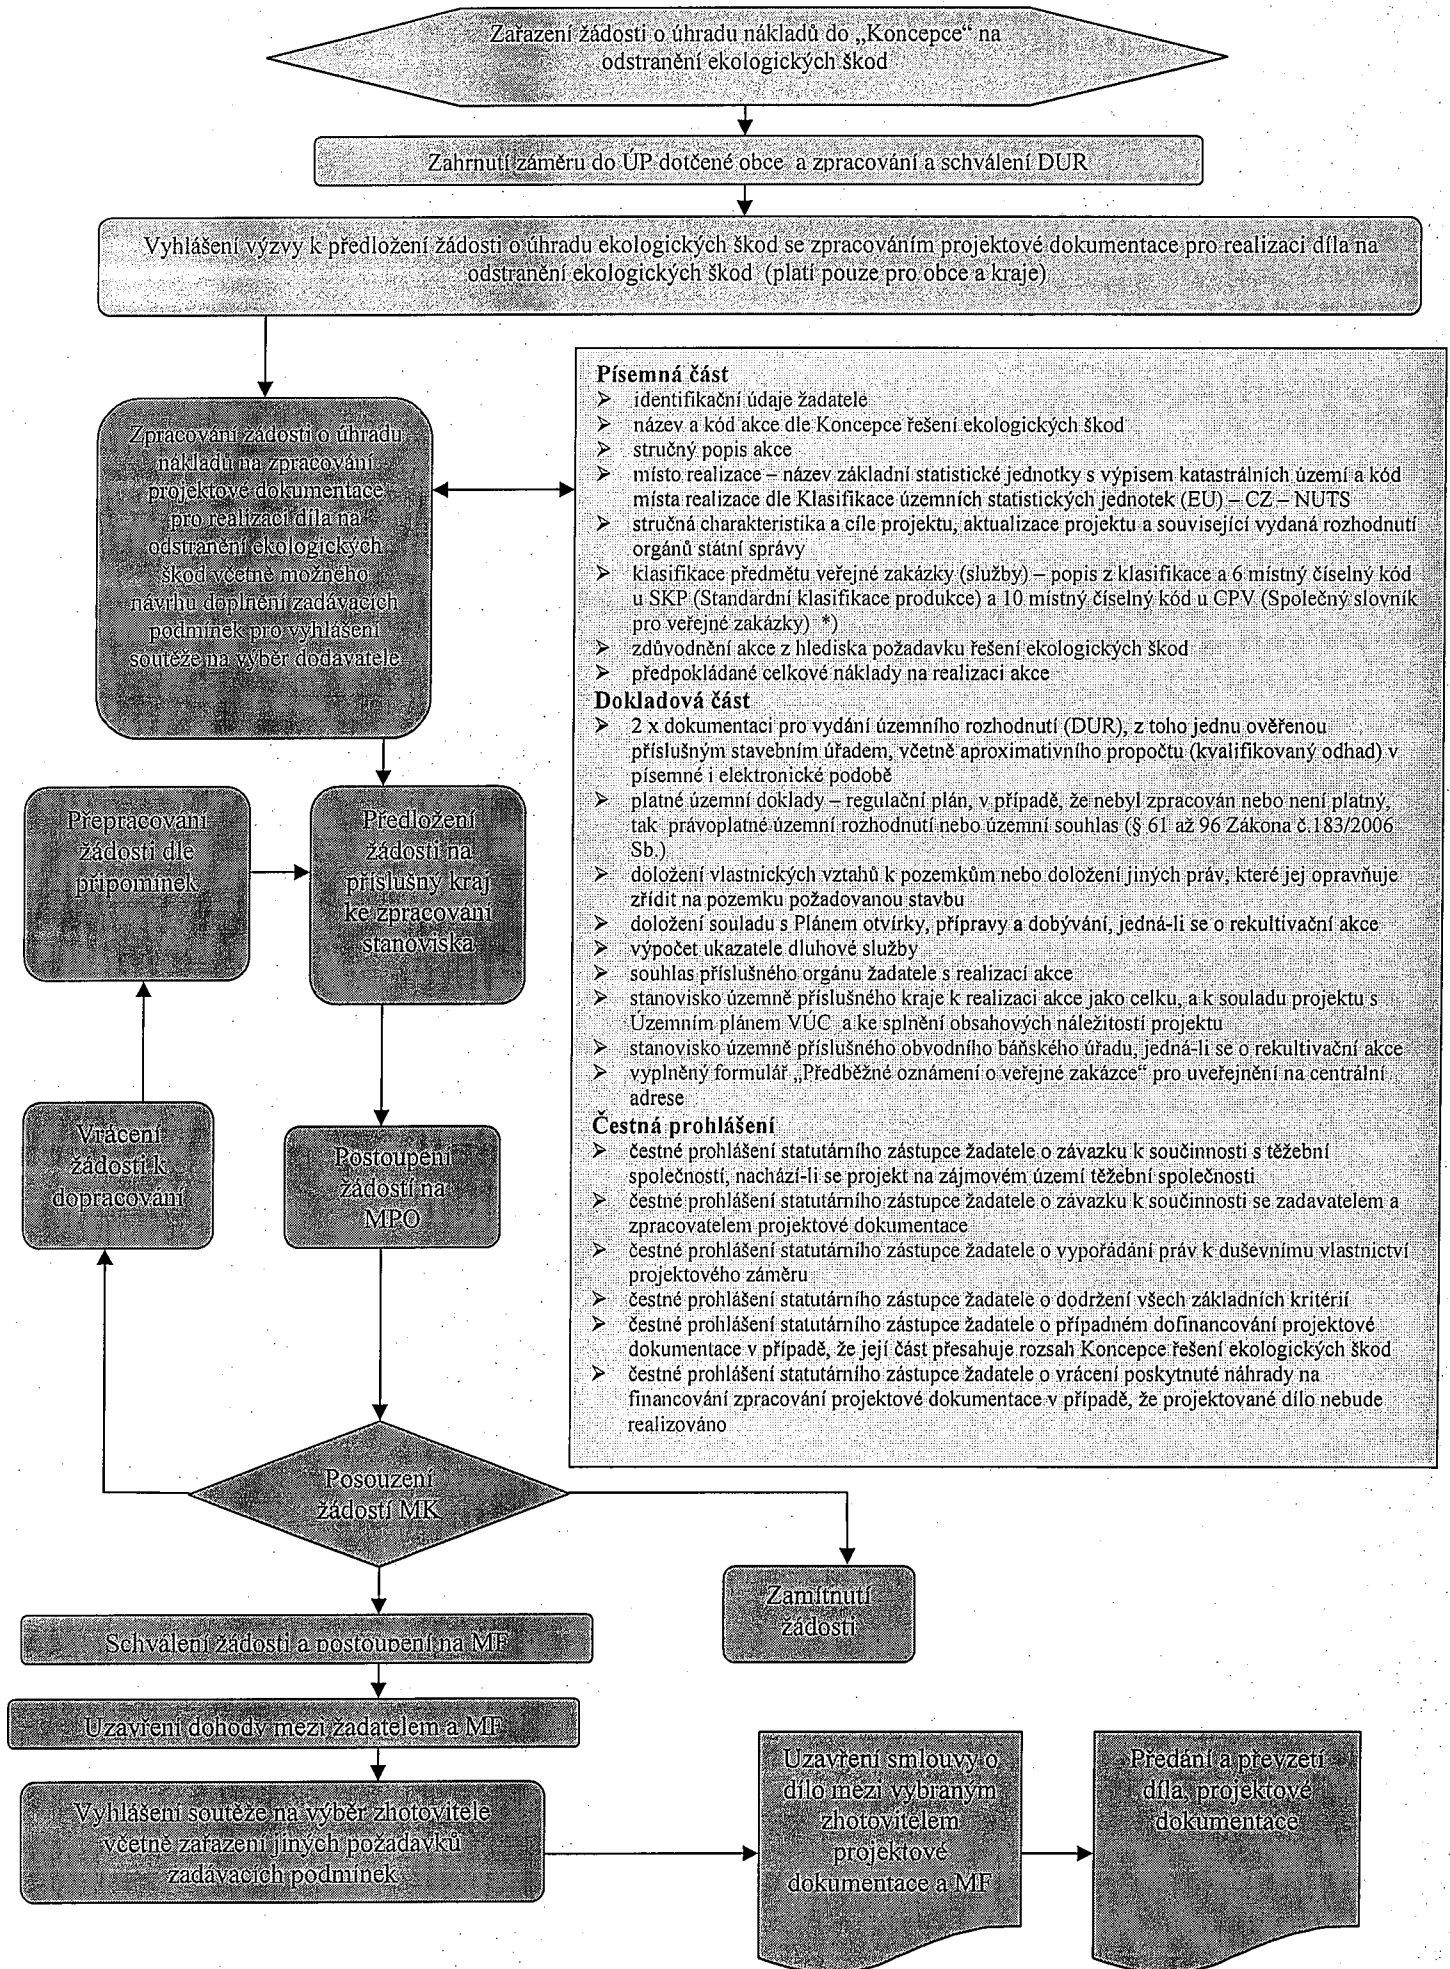 Zařazení žádosti o úhradu nákladů do „Koncepce“ na
odstranění ekologických škod
Zahrnutí záměru do ÚP dotčené obce a zpracování a schválení DUR
Vyhlášení výzvy k předložení žádosti o úhradu ekologických škod se zpracováním projektové dokumentace pro realizaci díla na
odstranění ekologických škod (platí pouze pro obce a kraje)
Zpracování žádosti o úhradu
nákladů na zpracování
projektové dokumentace
pro realizaci díla na
odstranění ekologických
škod včetně možného
návrhu doplnění zadávacích
podmínek pro vyhlášení
soutěže na výběr dodavatele
Písemná část
➢ identifikační údaje žadatele
➢ název a kód akce dle Koncepce řešení ekologických škod
➢ stručný popis akce
➢ místo realizace – název základní statistické jednotky s výpisem katastrálních území a kód
místa realizace dle Klasifikace územních statistických jednotek (EU) – CZ – NUTS
➢ stručná charakteristika a cíle projektu, aktualizace projektu a související vydaná rozhodnutí
orgánů státní správy
➢ klasifikace předmětu veřejné zakázky (služby) – popis z klasifikace a 6 místný číselný kód
u SKP (Standardní klasifikace produkce) a 10 místný číselný kód u CPV (Společný slovník
pro veřejné zakázky) *)
➢ zdůvodnění akce z hlediska požadavku řešení ekologických škod
➢ předpokládané celkové náklady na realizaci akce
Dokladová část
➢ 2 x dokumentaci pro vydání územního rozhodnutí (DUR), z toho jednu ověřenou
příslušným stavebním úřadem, včetně aproximativního propočtu (kvalifikovaný odhad) v
písemné i elektronické podobě
➢ platné územní doklady – regulační plán, v případě, že nebyl zpracován nebo není platný,
tak právoplatné územní rozhodnutí nebo územní souhlas (§ 61 až 96 Zákona č.183/2006
Sb.)
➢ doložení vlastnických vztahů k pozemkům nebo doložení jiných práv, které jej opravňuje
zřídit na pozemku požadovanou stavbu
➢ doložení souladu s Plánem otvírky, přípravy a dobývání, jedná-li se o rekultivační akce
➢ výpočet ukazatele dluhové služby
➢ souhlas příslušného orgánu žadatele s realizací akce
➢ stanovisko územně příslušného kraje k realizaci akce jako celku, a k souladu projektu s
Územním plánem VÚC a ke splnění obsahových náležitostí projektu
➢ stanovisko územně příslušného obvodního báňského úřadu, jedná-li se o rekultivační akce
➢ vyplněný formulář „Předběžné oznámení o veřejné zakázce“ pro uveřejnění na centrální
adrese
Čestná prohlášení
➢ čestné prohlášení statutárního zástupce žadatele o závazku k součinnosti s těžební
společností, nachází-li se projekt na zájmovém území těžební společnosti
➢ čestné prohlášení statutárního zástupce žadatele o závazku k součinnosti se zadavatelem a
zpracovatelem projektové dokumentace
➢ čestné prohlášení statutárního zástupce žadatele o vypořádání práv k duševnímu vlastnictví
projektového záměru
➢ čestné prohlášení statutárního zástupce žadatele o dodržení všech základních kritérií
➢ čestné prohlášení statutárního zástupce žadatele o případném dofinancování projektové
dokumentace v případě, že její část přesahuje rozsah Koncepce řešení ekologických škod
➢ čestné prohlášení statutárního zástupce žadatele o vrácení poskytnuté náhrady na
financování zpracování projektové dokumentace v případě, že projektované dílo nebude
realizováno
Přepracování
žádosti dle
připomínek
Předložení
žádosti na
příslušný kraj
ke zpracování
stanoviska
Vrácení
žádosti k
dopracování
Postoupení
žádostí na
MPO
Posouzení
žádostí MK
Zamítnutí
žádosti
Schválení žádosti a postoupení na MF
Uzavření dohody mezi žadatelem a MF
Vyhlášení soutěže na výběr zhotovitele
včetně zařazení jiných požadavků
zadávacích podmínek
Uzavření smlouvy o
dílo mezi vybraným
zhotovitelem
projektové
dokumentace a MF
Předání a převzetí
díla, projektové
dokumentace